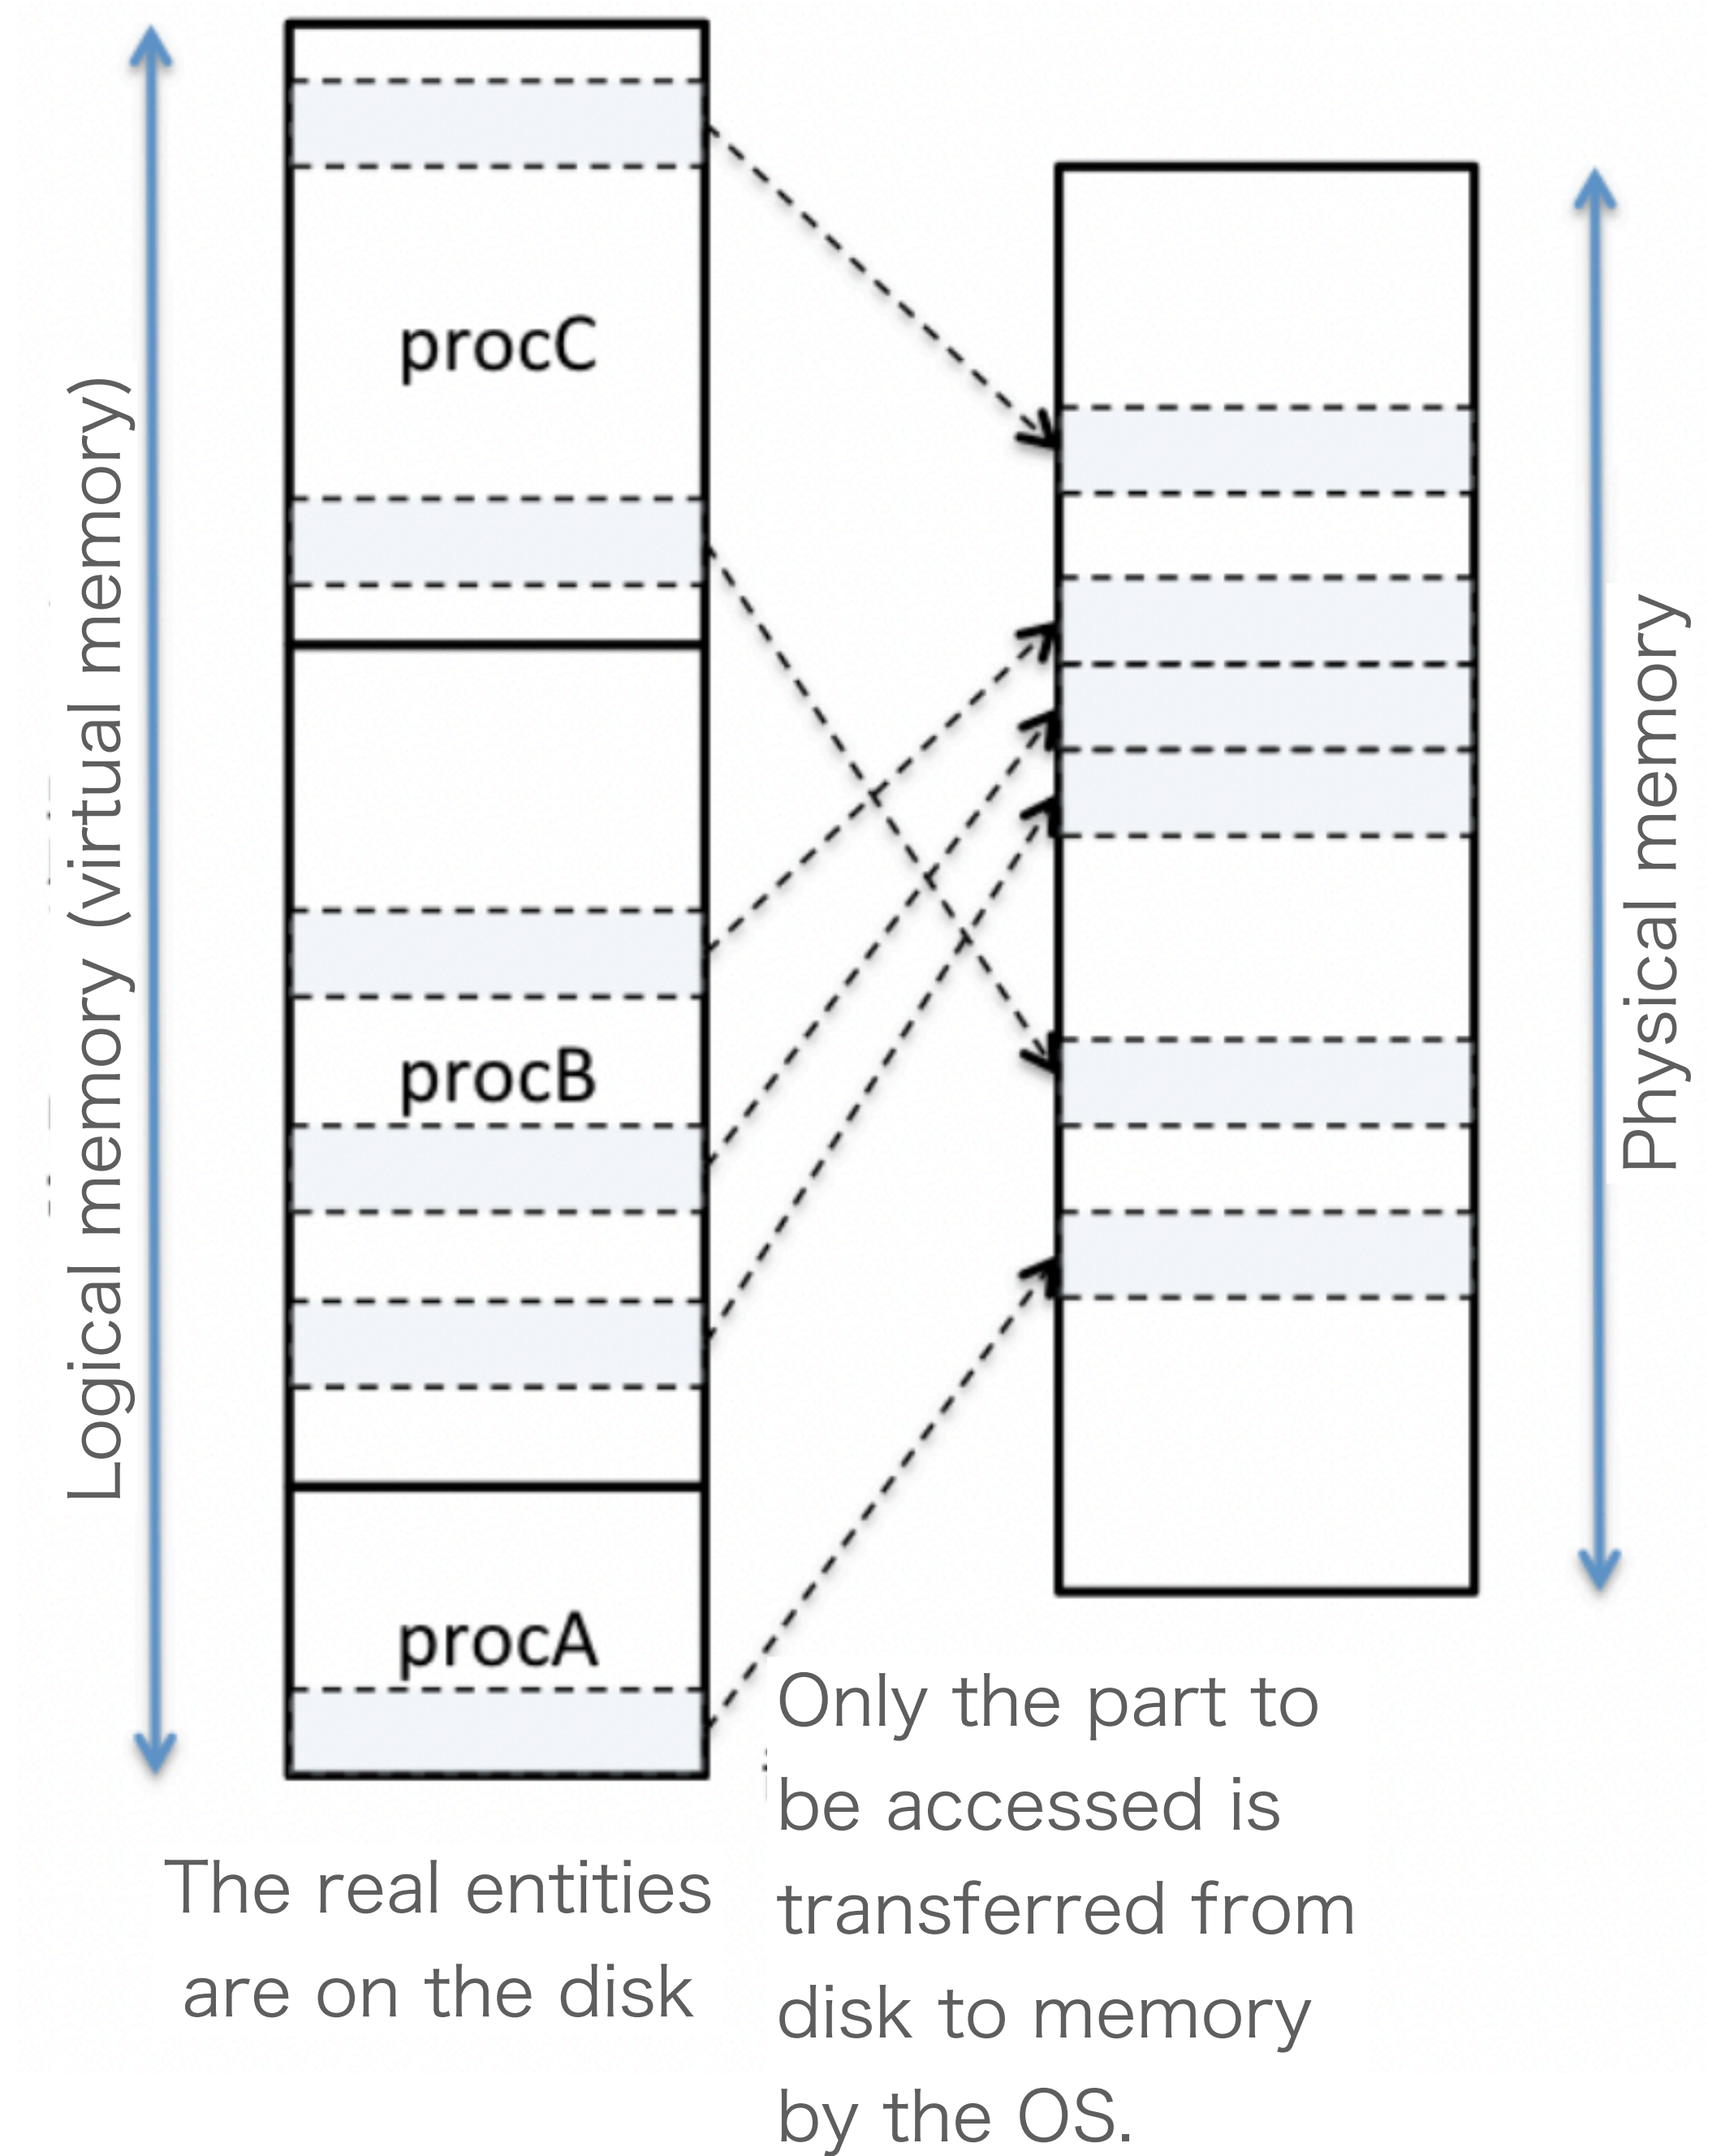 Logical memory (virtual memory)
procC
procB
procA
Physical memory
The real entities
are on the disk
Only the part to
be accessed is
transferred from
disk to memory
by the OS.